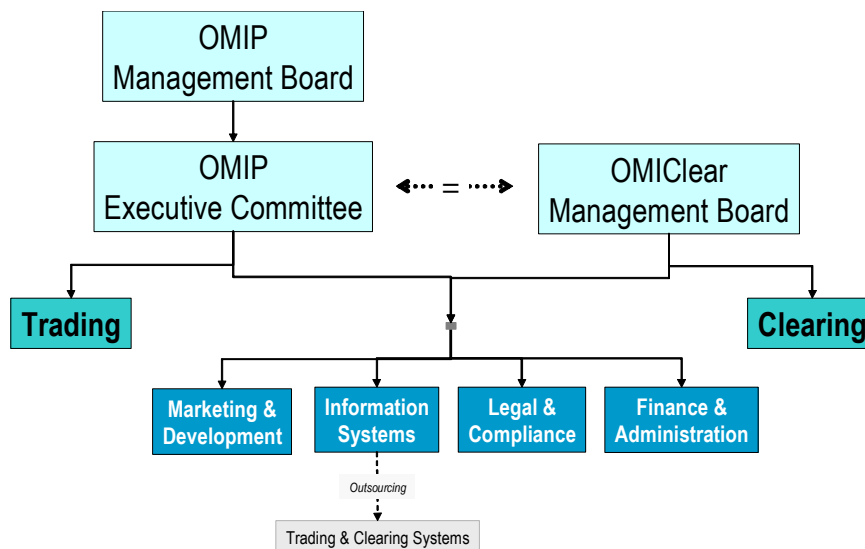 OMIP
Management Board
OMIP
Executive Committee
=
OMIClear
Management Board
Trading
Clearing
Marketing &
Development
Information
Systems
Legal &
Compliance
Finance &
Administration
Outsourcing
Trading & Clearing Systems